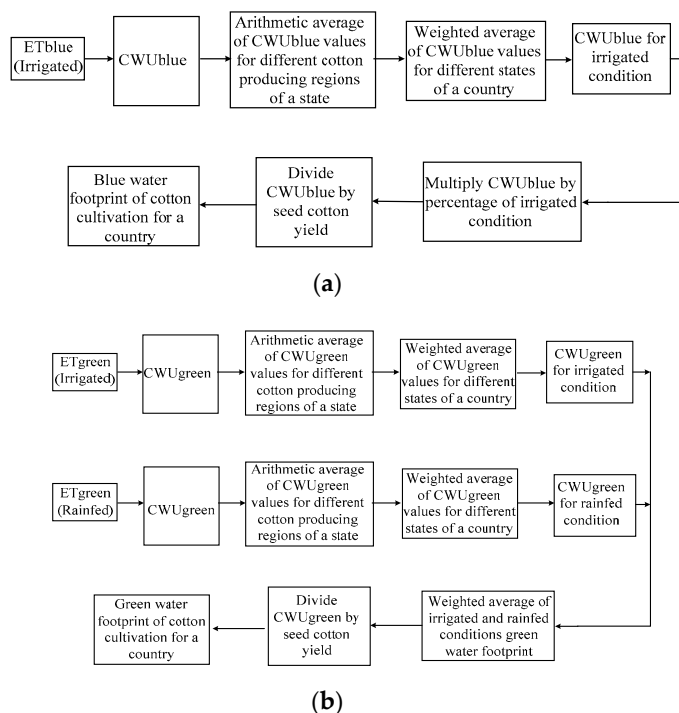 ETblue
(Irrigated)
CWUblue
Arithmetic average
of CWUblue values
for different cotton
producing regions
of a state
Weighted average
of CWUblue values
for different states
of a country
CWUblue for
irrigated
condition
Blue water
footprint of cotton
cultivation for a
country
Divide
CWUblue by
seed cotton
yield
Multiply CWUblue by
percentage of irrigated
condition
(a)
ETgreen
(Irrigated)
CWUgreen
Arithmetic average
of CWUgreen
values for different
cotton producing
regions of a state
Weighted average
of CWUgreen
values for different
states of a country
CWUgreen
for irrigated
condition
ETgreen
(Rainfed)
CWUgreen
Arithmetic average
of CWUgreen
values for different
cotton producing
regions of a state
Weighted average
of CWUgreen
values for different
states of a country
CWUgreen
for rainfed
condition
Green water
footprint of cotton
cultivation for a
country
Divide
CWUgreen by
seed cotton
yield
Weighted average of
irrigated and rainfed
conditions green
water footprint
(b)